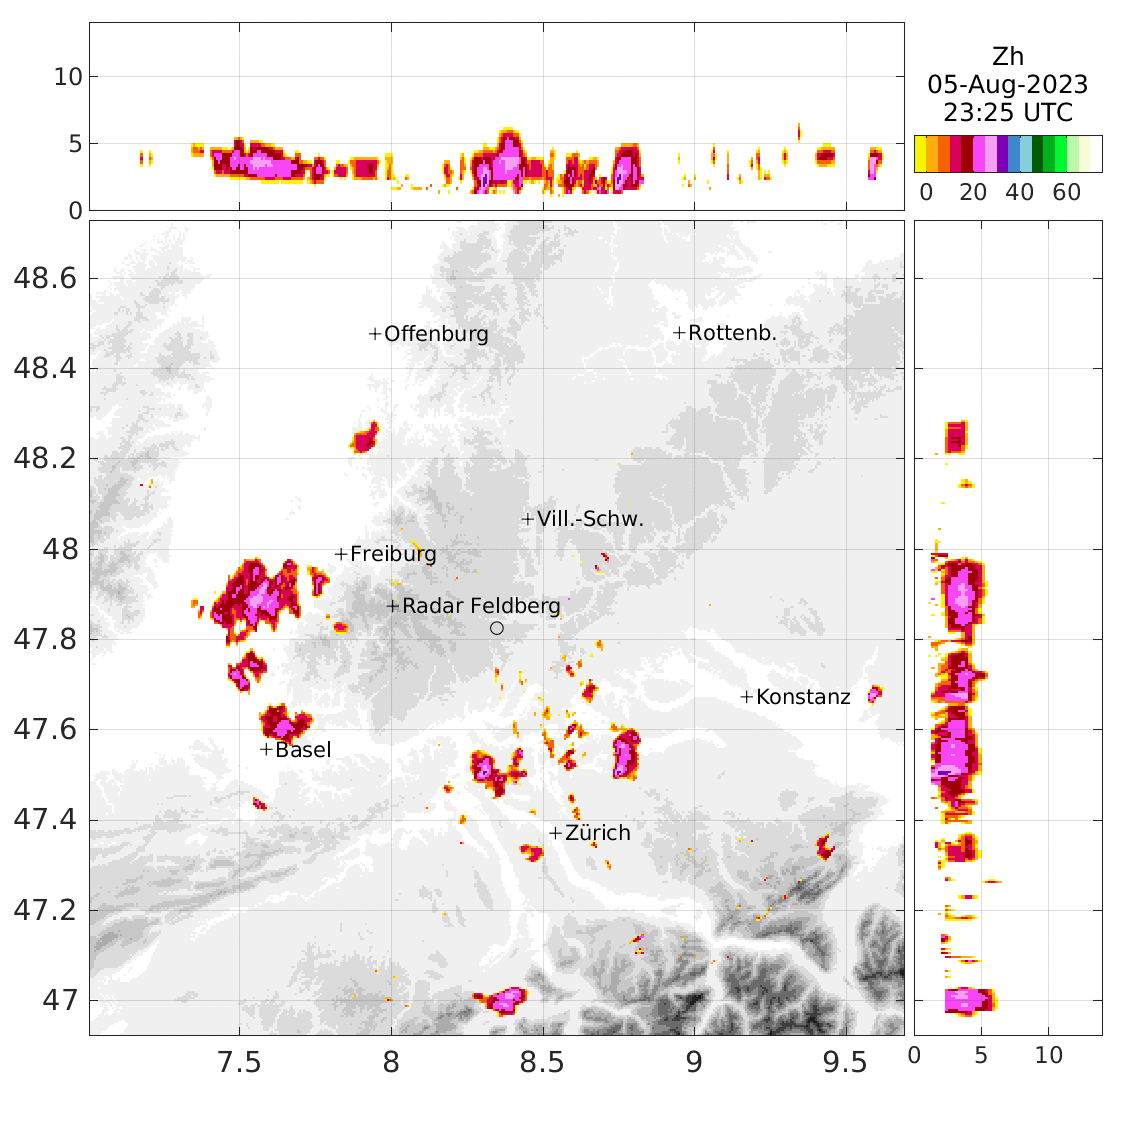 Zh
05-Aug-2023
23:25 UTC
0 20 40 60
10
5
0
48.6
48.4
48.2
48
47.8
47.6
47.4
47.2
47
+Offenburg
+Rottenb.
+Vill.-Schw.
+Freiburg
+Radar Feldberg
+Konstanz
+Basel
+Zürich
7.5 8 8.5 9 9.5
0 5 10